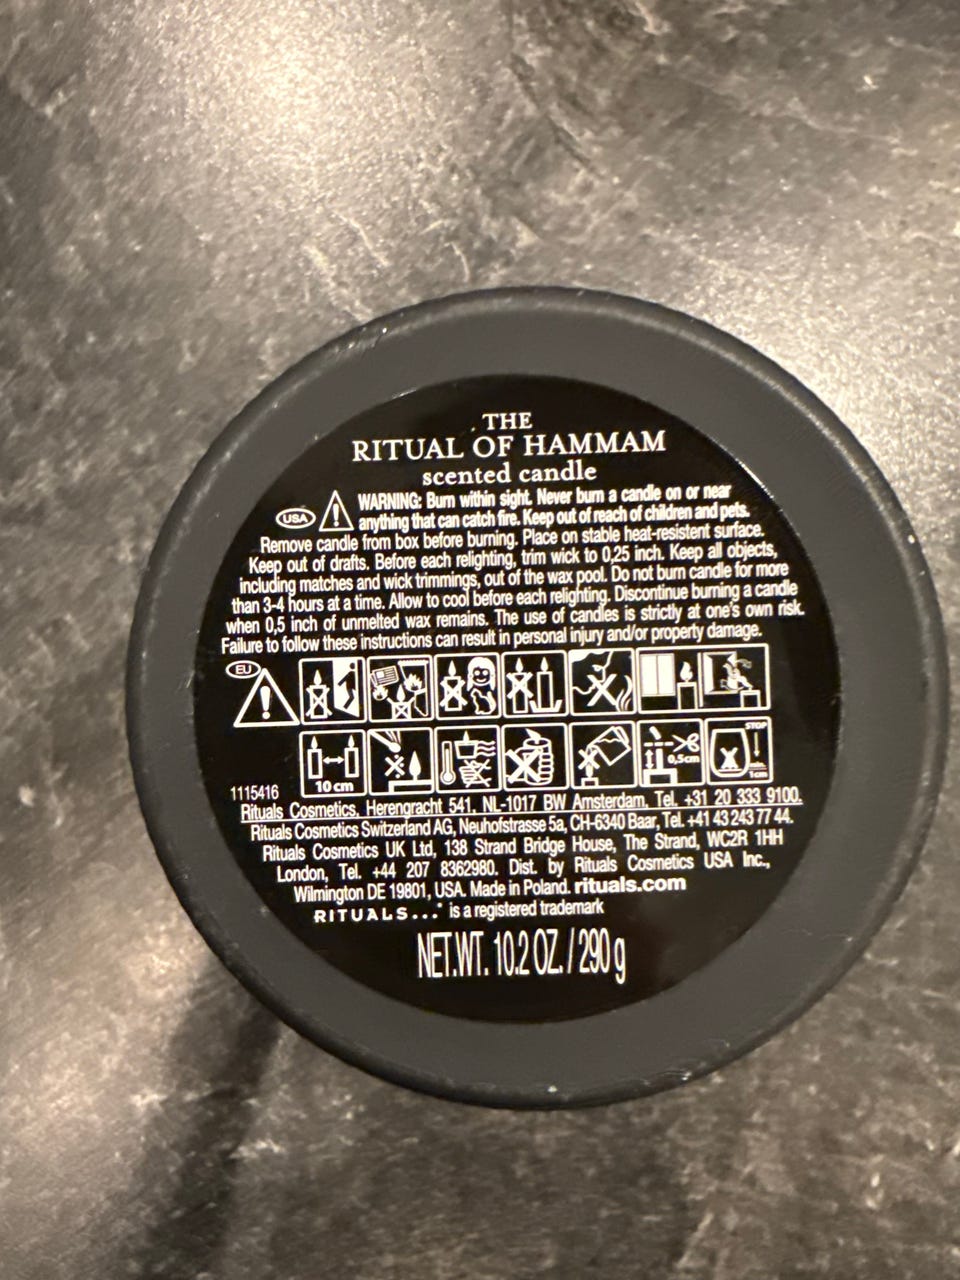 THE
RITUAL OF HAMMAM
scented candle
USA WARNING: Burn within sight. Never burn a candle on or near
anything that can catch fire. Keep out of reach of children and pets.
Remove candle from box before burning. Place on stable heat-resistant surface.
Keep out of drafts. Before each relighting, trim wick to 0,25 inch. Keep all objects,
including matches and wick trimmings, out of the wax pool. Do not burn candle for more
than 3-4 hours at a time. Allow to cool before each relighting. Discontinue burning a candle
when 0,5 inch of unmelted wax remains. The use of candles is strictly at one's own risk.
Failure to follow these instructions can result in personal injury and/or property damage.
EU
10 cm 0,5cm STOP 1cm
1115416
Rituals Cosmetics, Herengracht 541, NL-1017 BW Amsterdam, Tel. +31 20 333 9100.
Rituals Cosmetics Switzerland AG, Neuhofstrasse 5a, CH-6340 Baar, Tel. +41 43 243 77 44.
Rituals Cosmetics UK Ltd, 138 Strand Bridge House, The Strand, WC2R 1HH
London, Tel. +44 207 8362980. Dist. by Rituals Cosmetics USA Inc.,
Wilmington DE 19801, USA. Made in Poland. rituals.com
RITUALS...® is a registered trademark
NET.WT. 10.2 OZ. / 290 g